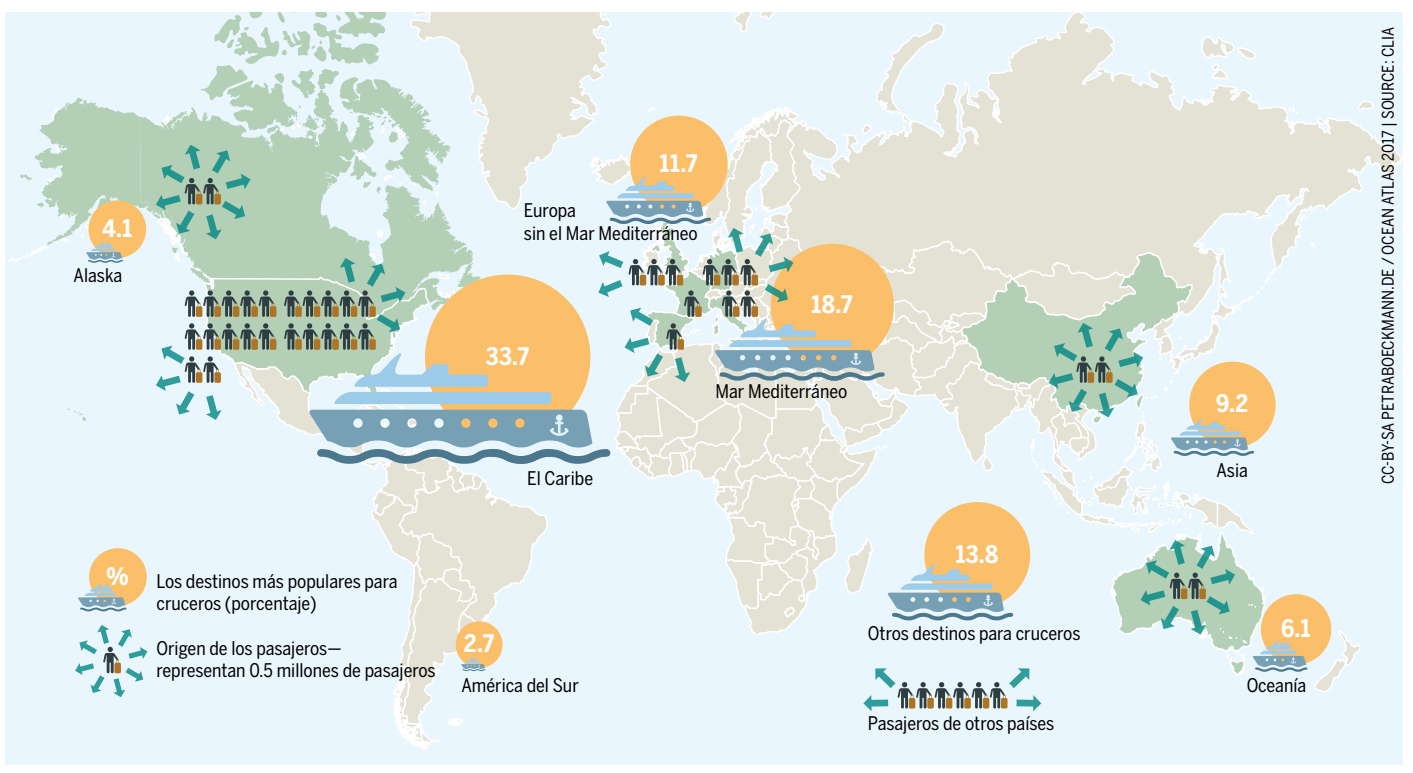 11.7
Europa
sin el Mar Mediterráneo
4.1
Alaska
18.7
Mar Mediterráneo
33.7
El Caribe
9.2
Asia
13.8
Otros destinos para cruceros
Pasajeros de otros países
6.1
Oceanía
2.7
América del Sur
%
Los destinos más populares para
cruceros (porcentaje)
Origen de los pasajeros—
representan 0.5 millones de pasajeros
CC-BY-SA PETRABOECKMANN.DE / OCEAN ATLAS 2017 | SOURCE: CLIA